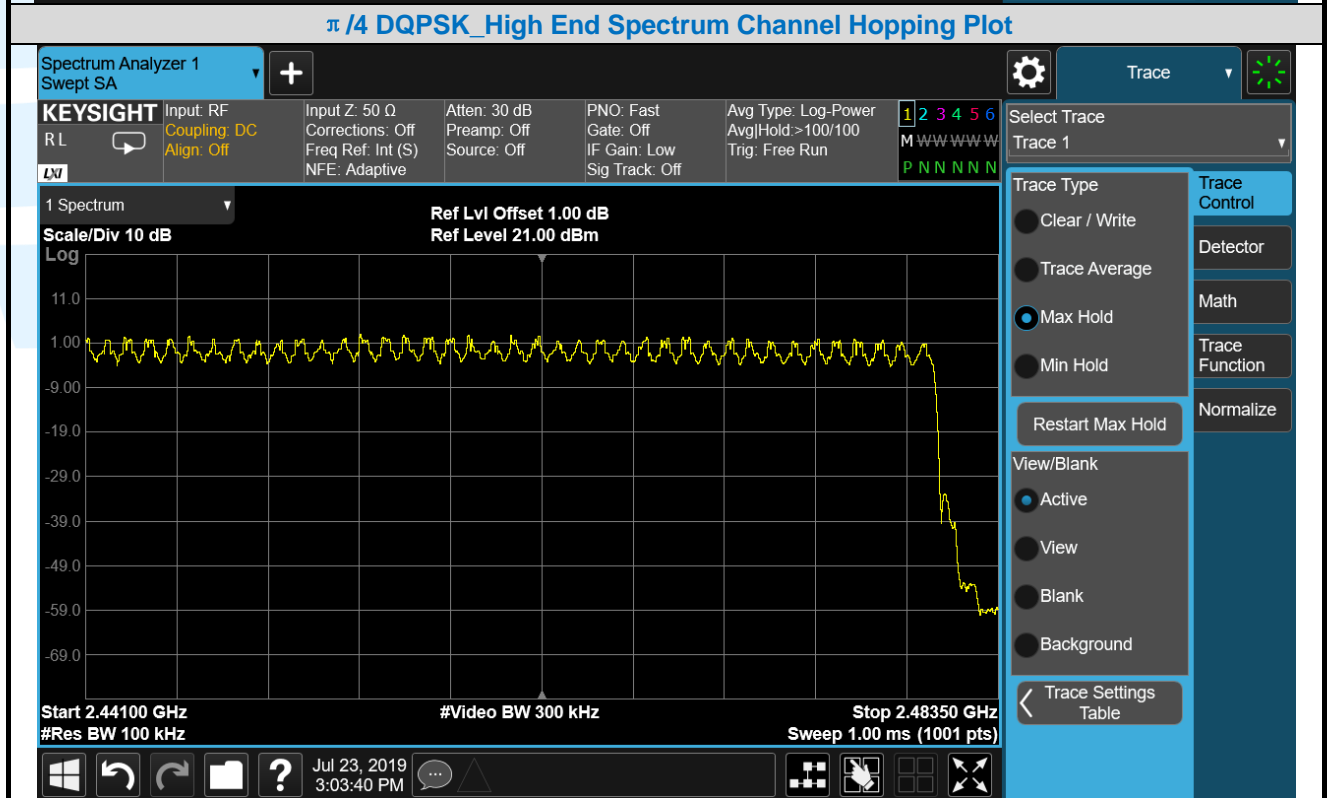 π/4 DQPSK_High End Spectrum Channel Hopping Plot
Spectrum Analyzer 1
Swept SA
Trace
KEYSIGHT
RL
LXI
Input: RF
Coupling: DC
Align: Off
Input Z: 50 Ω
Corrections: Off
Freq Ref: Int (S)
NFE: Adaptive
Atten: 30 dB
Preamp: Off
Source: Off
PNO: Fast
Gate: Off
IF Gain: Low
Sig Track: Off
Avg Type: Log-Power
Avg|Hold:>100/100
Trig: Free Run
1 2 3 4 5 6
M W W W W W
P N N N N N
Select Trace
Trace 1
1 Spectrum
Scale/Div 10 dB
Ref Lvl Offset 1.00 dB
Ref Level 21.00 dBm
Log
11.0
1.00
-9.00
-19.0
-29.0
-39.0
-49.0
-59.0
-69.0
Start 2.44100 GHz
#Res BW 100 kHz
#Video BW 300 kHz
Stop 2.48350 GHz
Sweep 1.00 ms (1001 pts)
Trace Type
Clear / Write
Trace Average
Max Hold
Min Hold
Restart Max Hold
View/Blank
Active
View
Blank
Background
Trace Settings
Table
Trace
Control
Detector
Math
Trace
Function
Normalize
?
Jul 23, 2019
3:03:40 PM